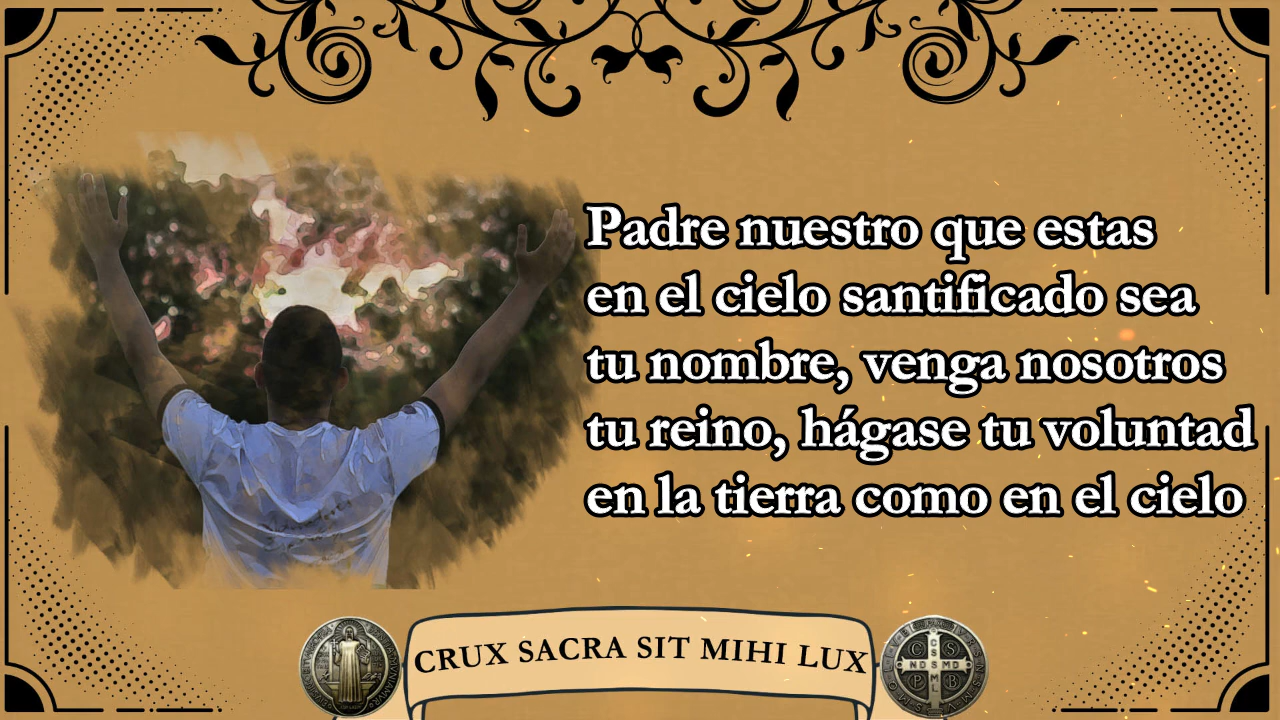 Padre nuestro que estas
en el cielo santificado sea
tu nombre, venga nosotros
tu reino, hágase tu voluntad
en la tierra como en el cielo
CRUX SACRA SIT MIHI LUX
C S
C
S
S
N D S M D
M
L
P B